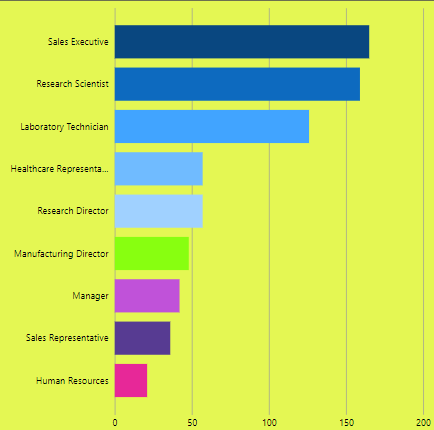 Sales Executive
Research Scientist
Laboratory Technician
Healthcare Representa...
Research Director
Manufacturing Director
Manager
Sales Representative
Human Resources
0 50 100 150 200